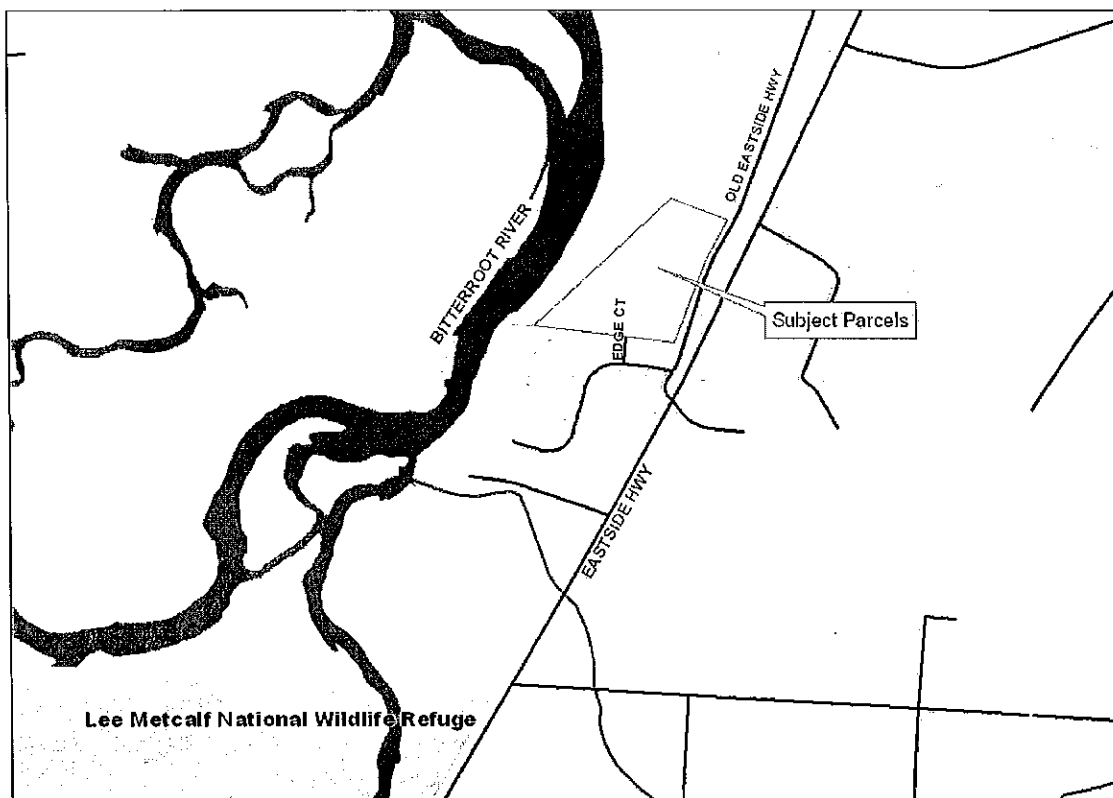 OLD EASTSIDE HWY
BITTERROOT RIVER
Subject Parcels
EDGE CT
EASTSIDE HWY
Lee Metcalf National Wildlife Refuge